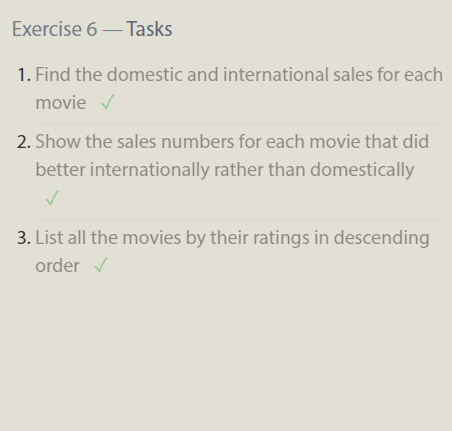 Exercise 6 — Tasks
1. Find the domestic and international sales for each
movie ✓
2. Show the sales numbers for each movie that did
better internationally rather than domestically
✓
3. List all the movies by their ratings in descending
order ✓